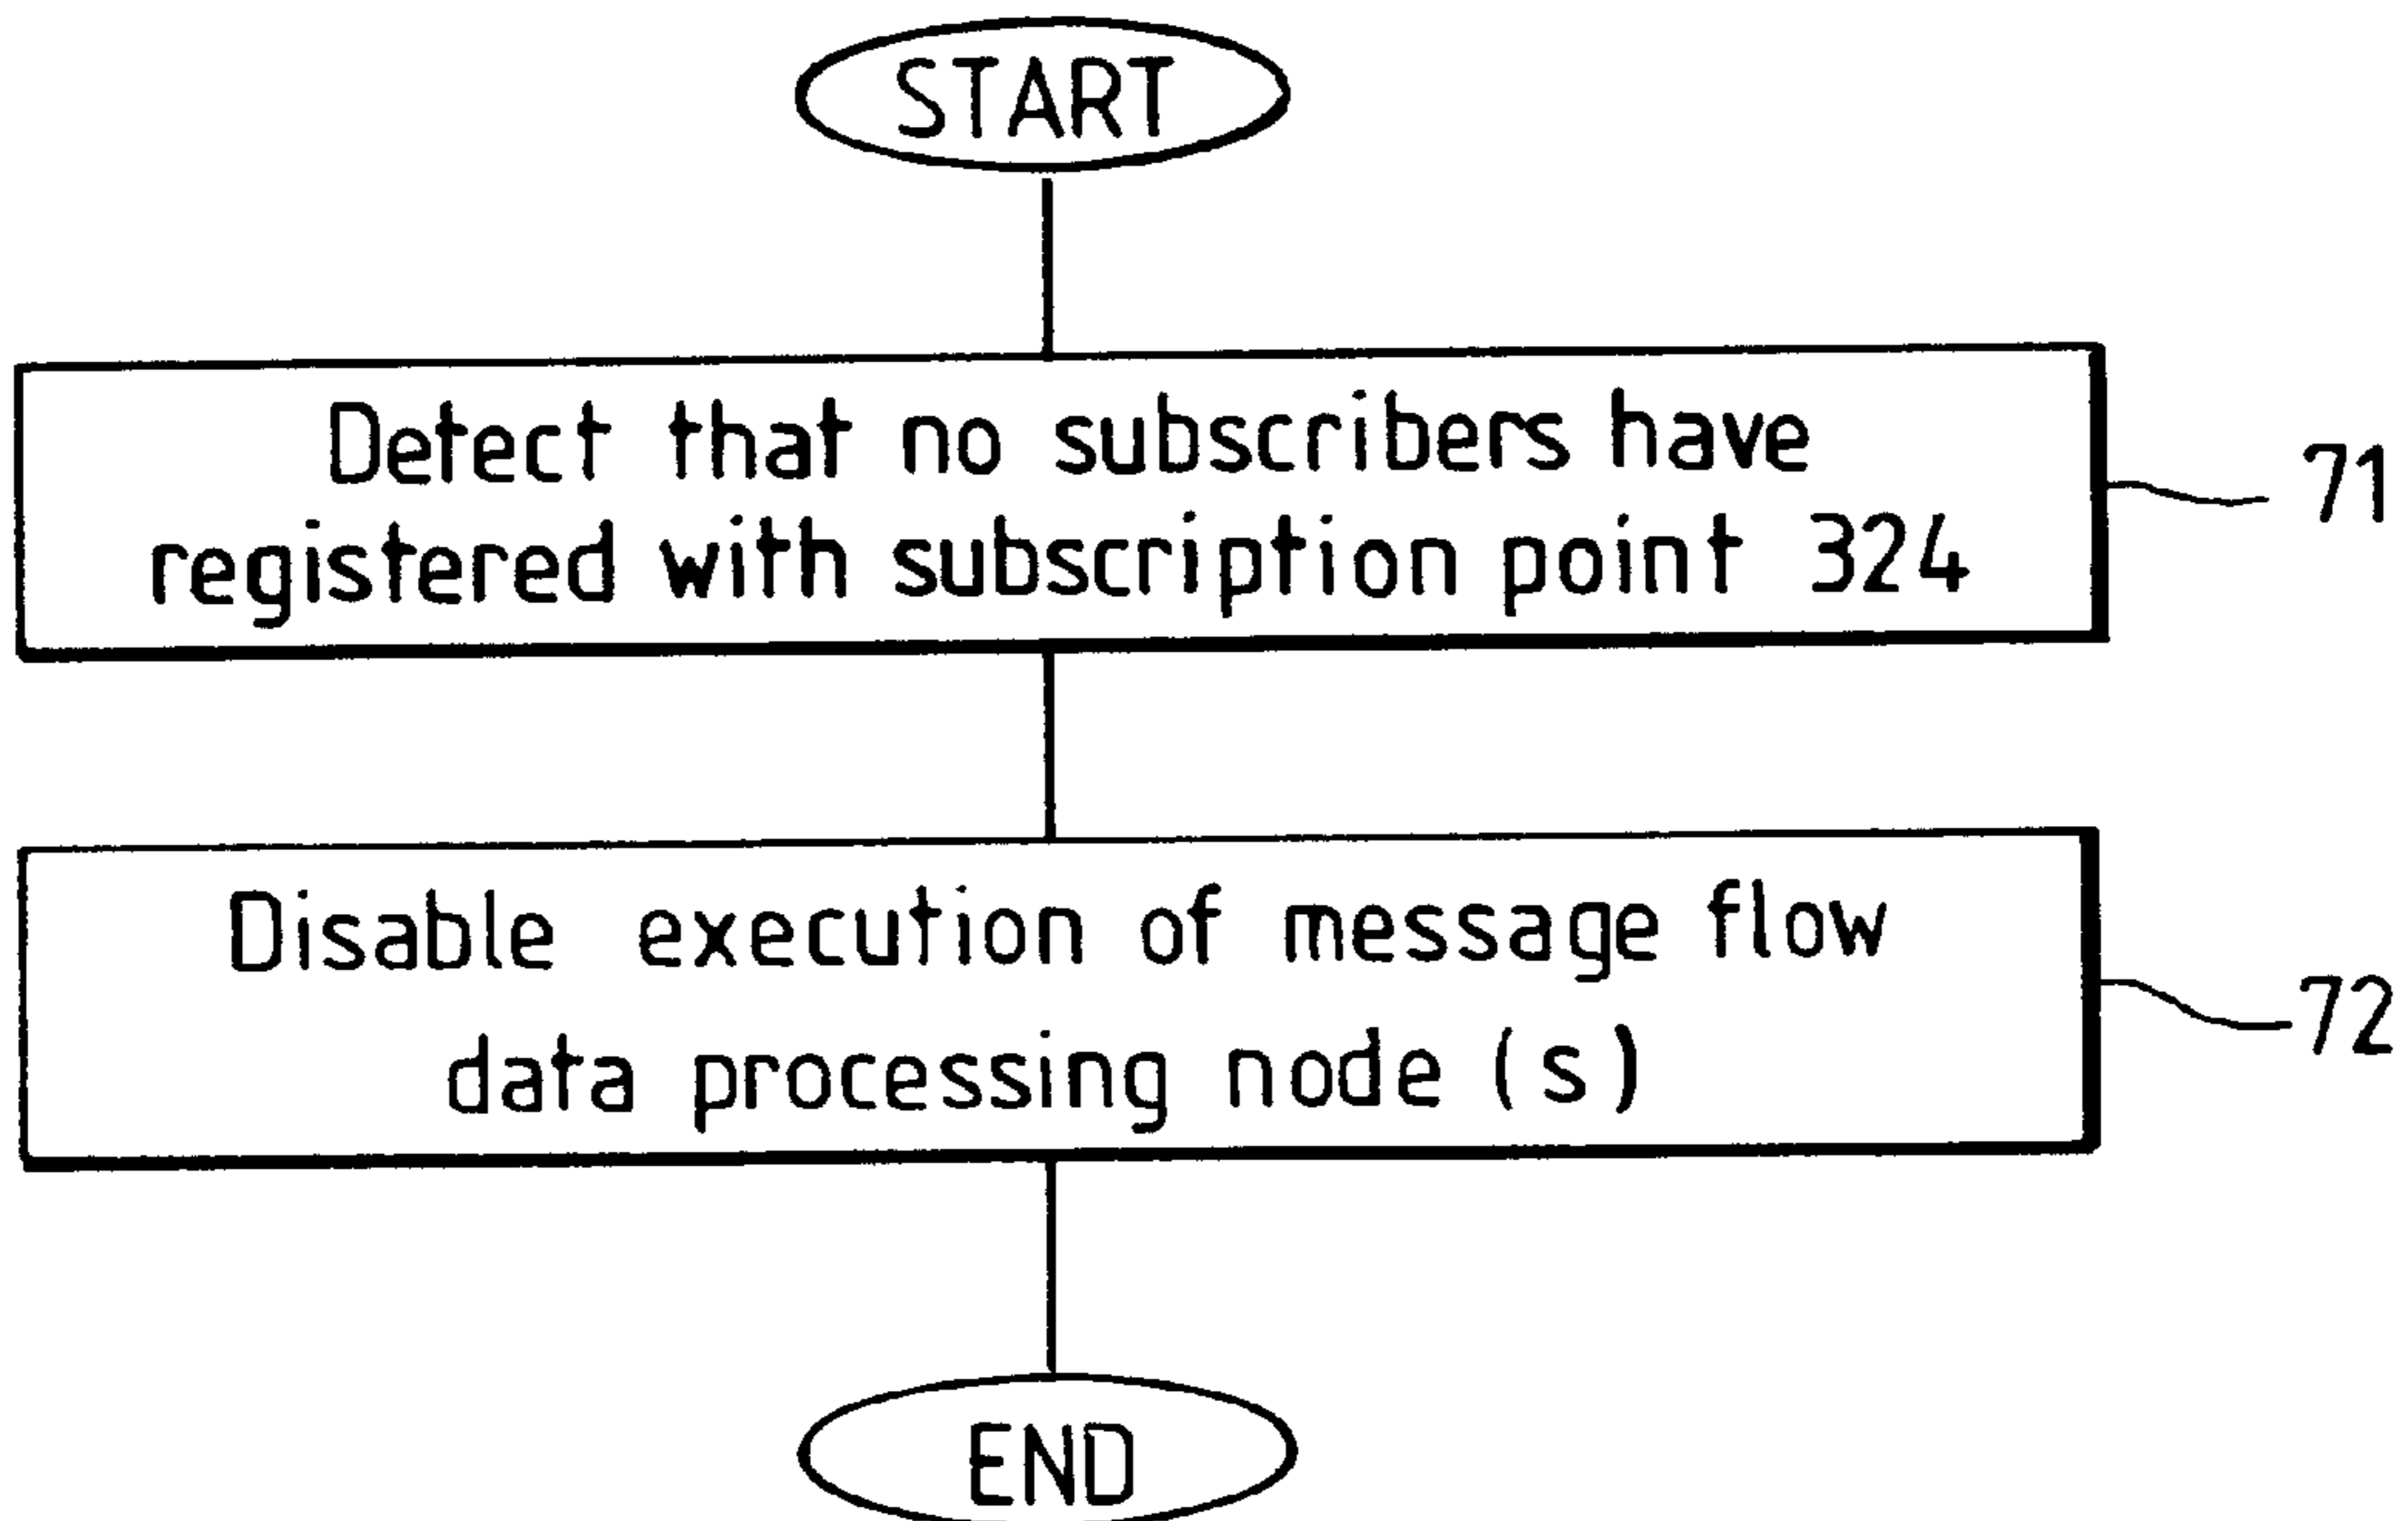 START
Detect that no subscribers have
registered with subscription point 324
71
Disable execution of message flow
data processing node (s)
72
END